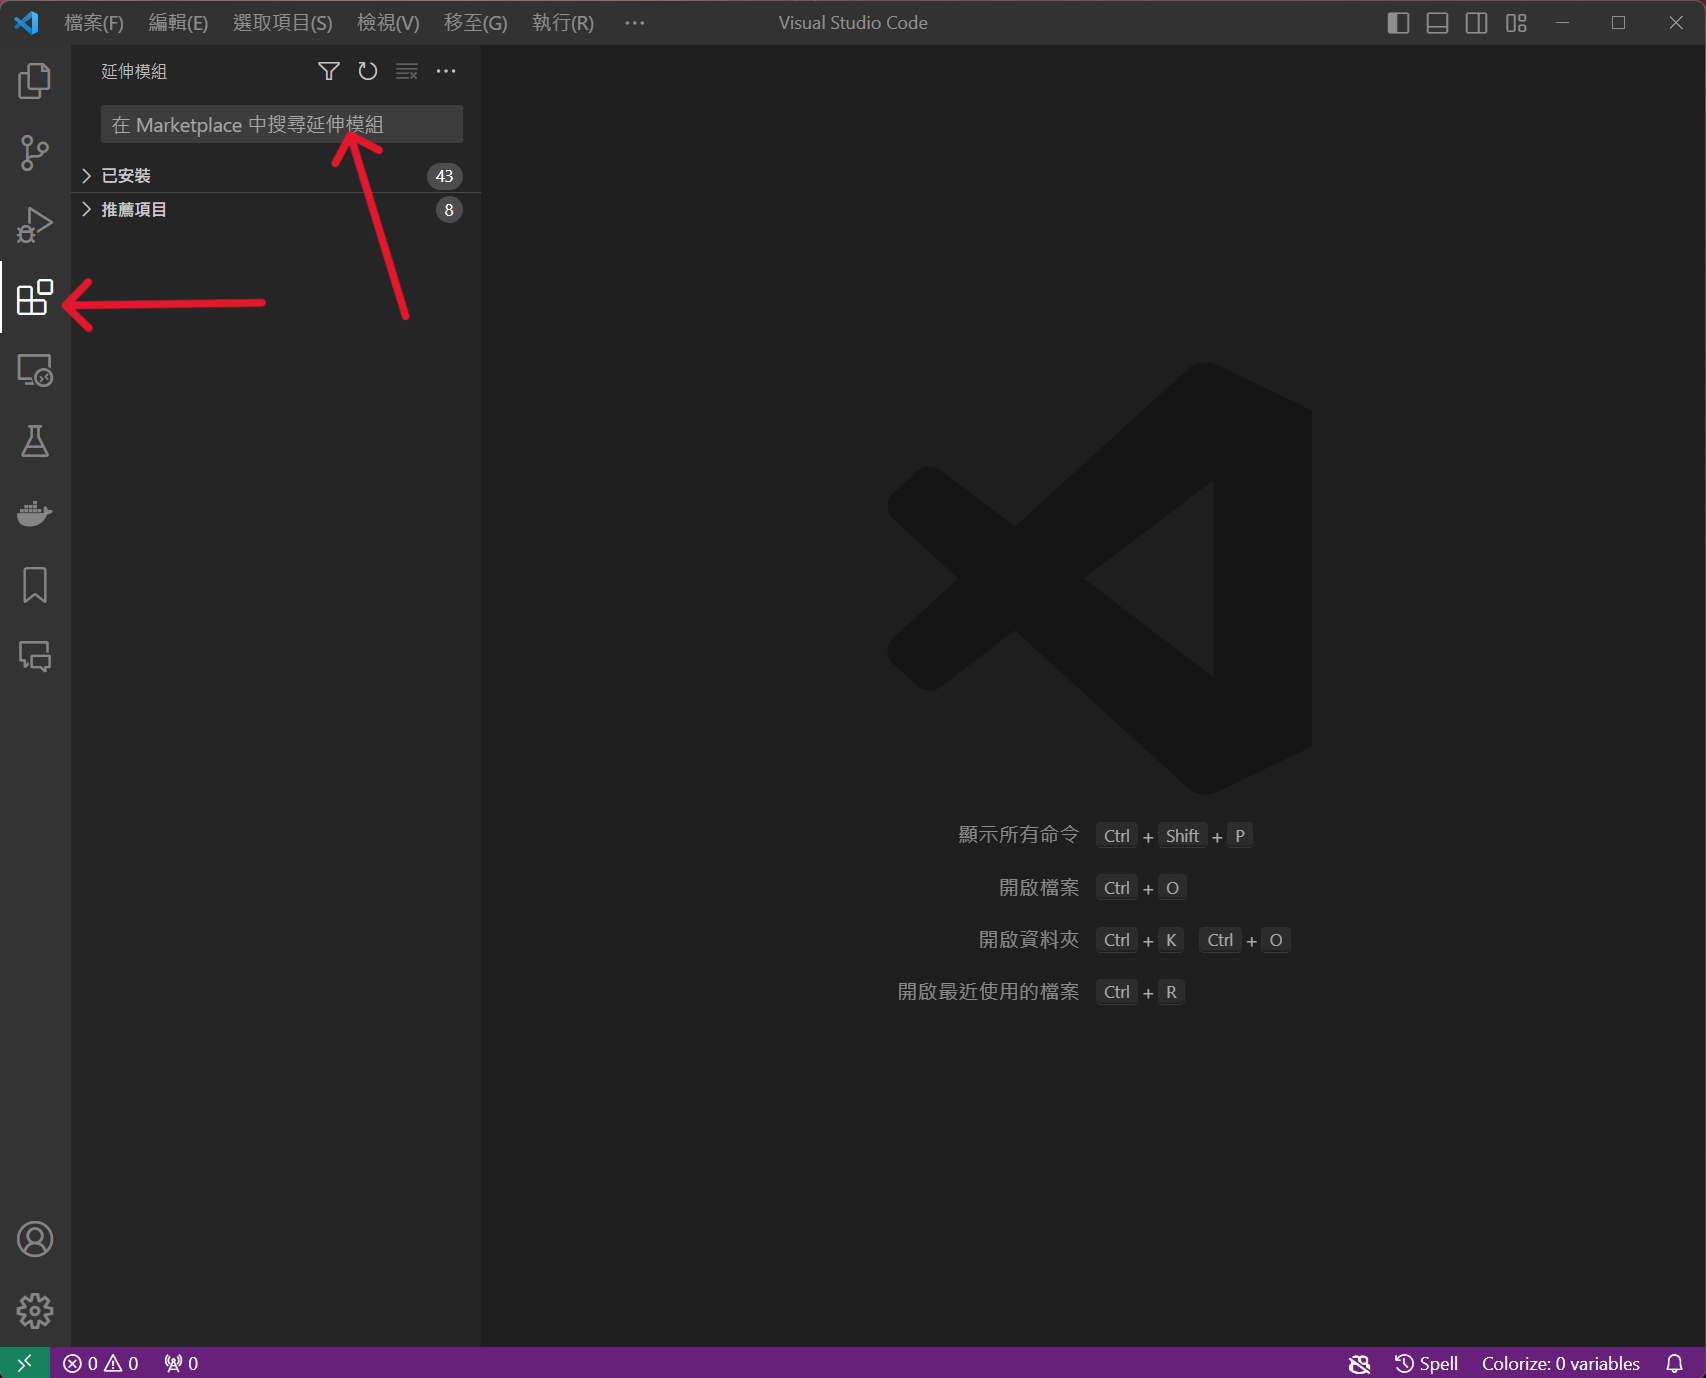 檔案(F) 編輯(E) 選取項目(S) 檢視(V) 移至(G) 執行(R) ··· Visual Studio Code
延伸模組
在 Marketplace 中搜尋延伸模組
已安裝 43
推薦項目 8
顯示所有命令 Ctrl + Shift + P
開啟檔案 Ctrl + O
開啟資料夾 Ctrl + K Ctrl + O
開啟最近使用的檔案 Ctrl + R
0 0 0 Spell Colorize: 0 variables